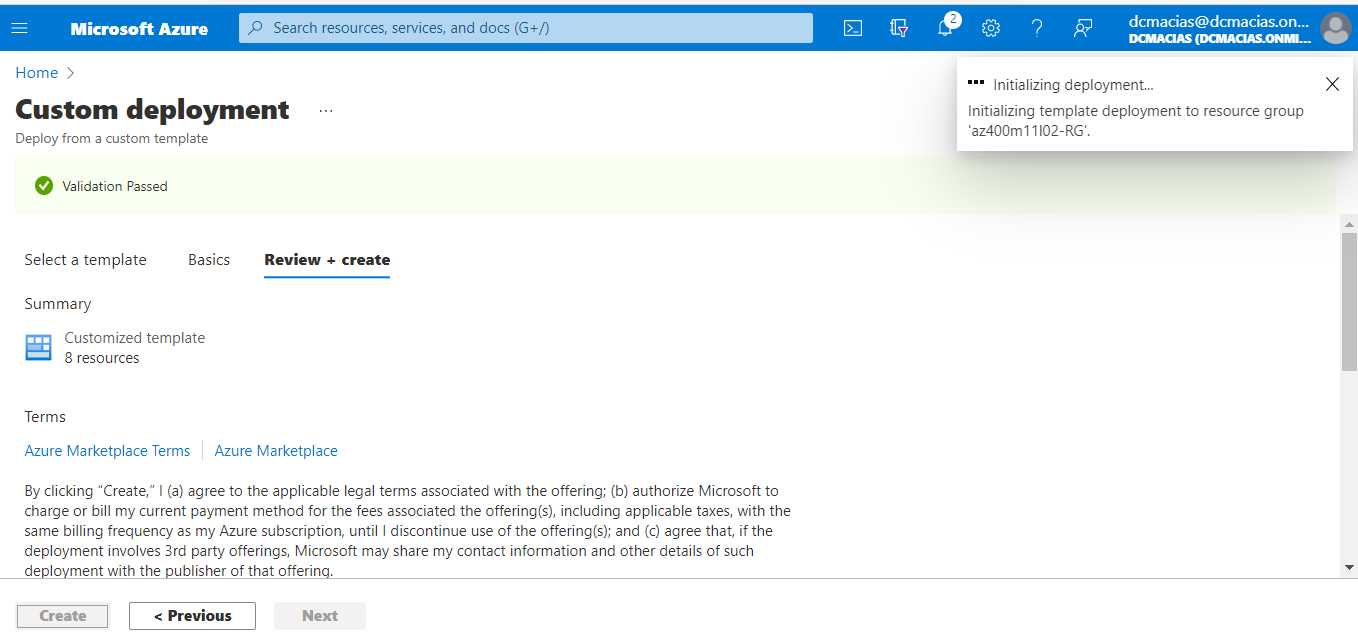 Microsoft Azure
Search resources, services, and docs (G+/)
2
dcmacias@dcmacias.on...
DCMACIAS (DCMACIAS.ONMI...
Home
Custom deployment
...
Deploy from a custom template
Initializing deployment...
Initializing template deployment to resource group
'az400m11l02-RG'.
Validation Passed
Select a template
Basics
Review + create
Summary
Customized template
8 resources
Terms
Azure Marketplace Terms
Azure Marketplace
By clicking “Create,” I (a) agree to the applicable legal terms associated with the offering; (b) authorize Microsoft to
charge or bill my current payment method for the fees associated the offering(s), including applicable taxes, with the
same billing frequency as my Azure subscription, until I discontinue use of the offering(s); and (c) agree that, if the
deployment involves 3rd party offerings, Microsoft may share my contact information and other details of such
deployment with the publisher of that offering.
Create
< Previous
Next